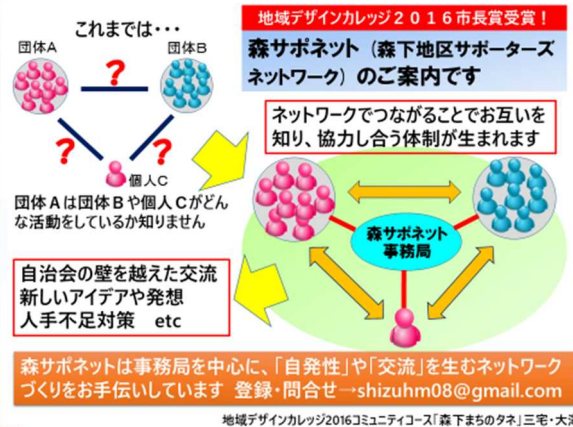 これまでは・・・
団体A
団体B
?
?
?
個人C
団体Aは団体Bや個人Cがどん
な活動をしているか知りません
地域デザインカレッジ2016市長賞受賞!
森サポネット(森下地区サポーターズ
ネットワーク)のご案内です
ネットワークでつながることでお互いを
知り、協力し合う体制が生まれます
森サポネット
事務局
自治会の壁を越えた交流
新しいアイデアや発想
人手不足対策 etc
森サポネットは事務局を中心に、「自発性」や「交流」を生むネットワーク
づくりをお手伝いしています 登録・問合せ→shizuhm08@gmail.com
地域デザインカレッジ2016コミュニティコース「森下まちのタネ」三宅・大